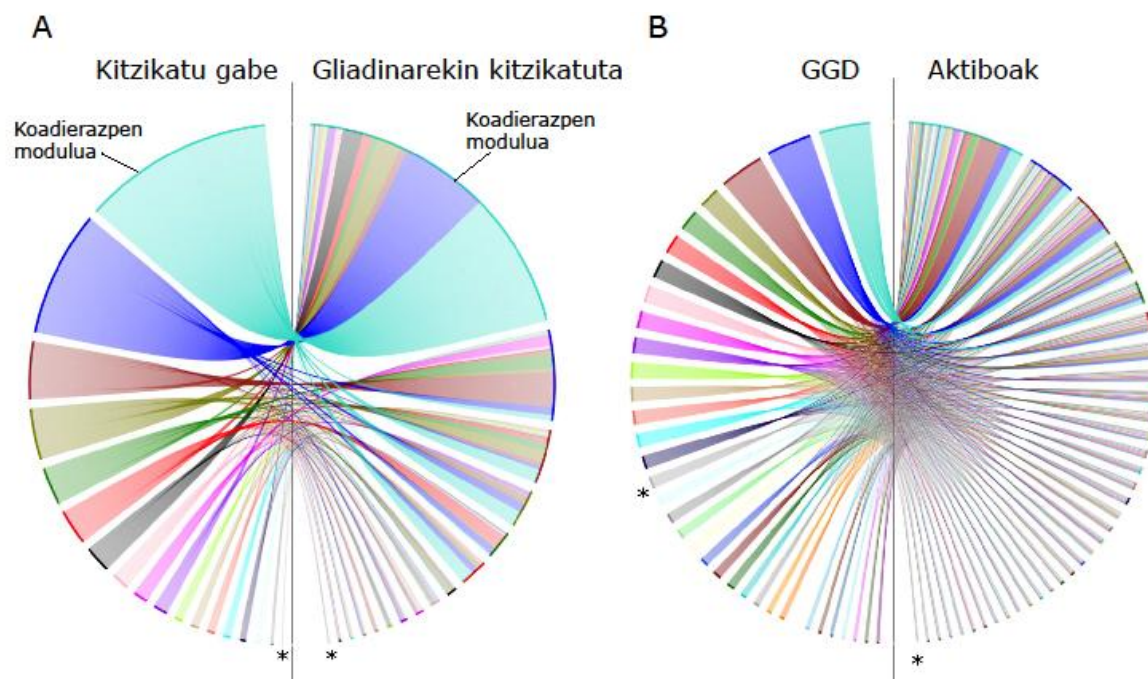 A
Kitzikatu gabe
Gliadinarekin kitzikatuta
Koadierazpen
modulua
Koadierazpen
modulua
*
*
B
GGD
Aktiboak
*
*